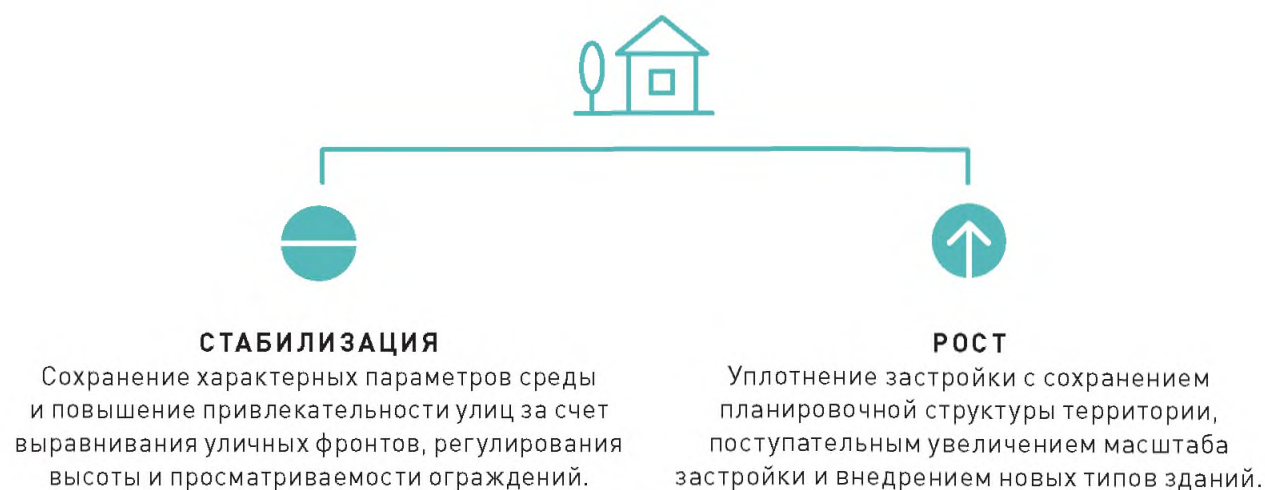 СТАБИЛИЗАЦИЯ
Сохранение характерных параметров среды
и повышение привлекательности улиц за счет
выравнивания уличных фронтов, регулирования
высоты и просматриваемости ограждений.
РОСТ
Уплотнение застройки с сохранением
планировочной структуры территории,
поступательным увеличением масштаба
застройки и внедрением новых типов зданий.